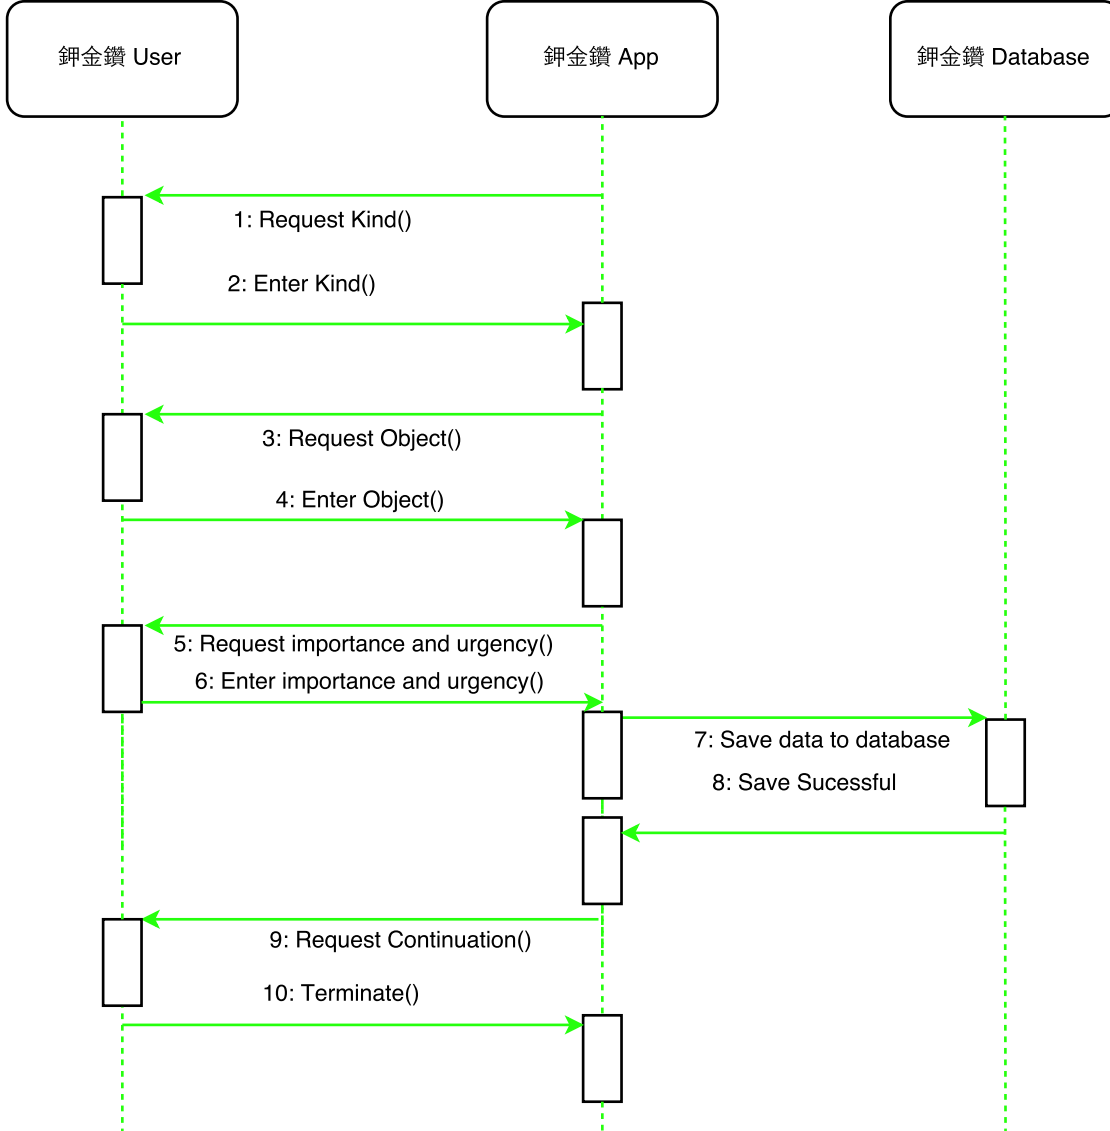 鉀金鑽 User
鉀金鑽 App
鉀金鑽 Database
1: Request Kind()
2: Enter Kind()
3: Request Object()
4: Enter Object()
5: Request importance and urgency()
6: Enter importance and urgency()
7: Save data to database
8: Save Sucessful
9: Request Continuation()
10: Terminate()